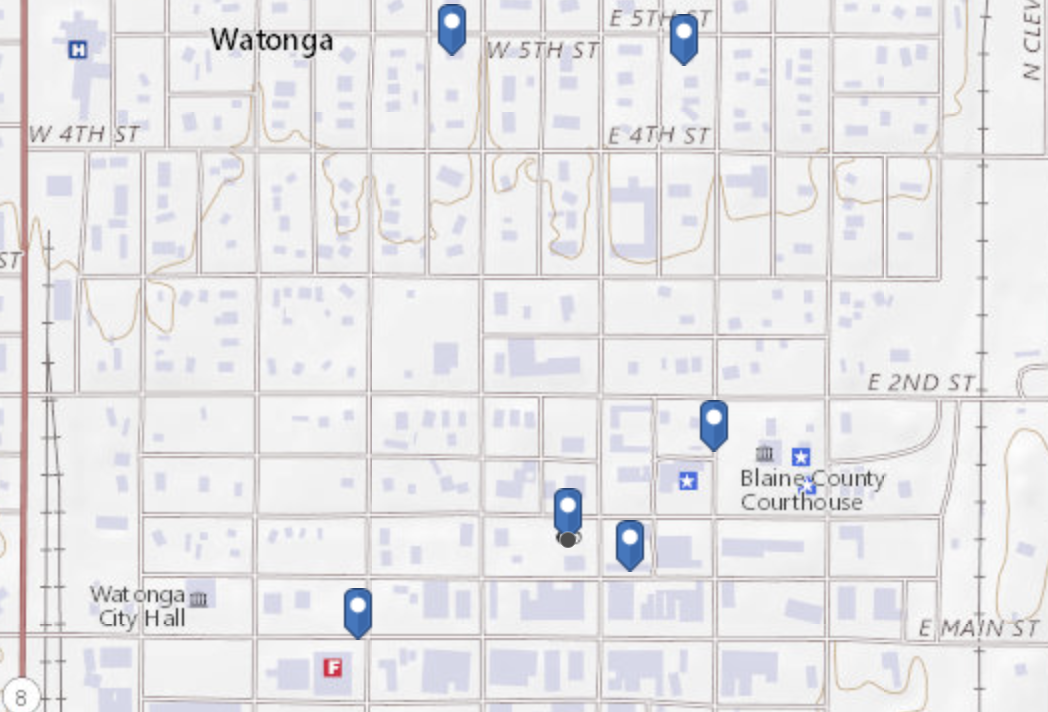 E 5TH ST
Watonga
W 5TH ST
N CLEV
H
W 4TH ST
E 4TH ST
ST
E 2ND ST
Blaine County
Courthouse
Watonga
City Hall
E MAIN ST
F
8